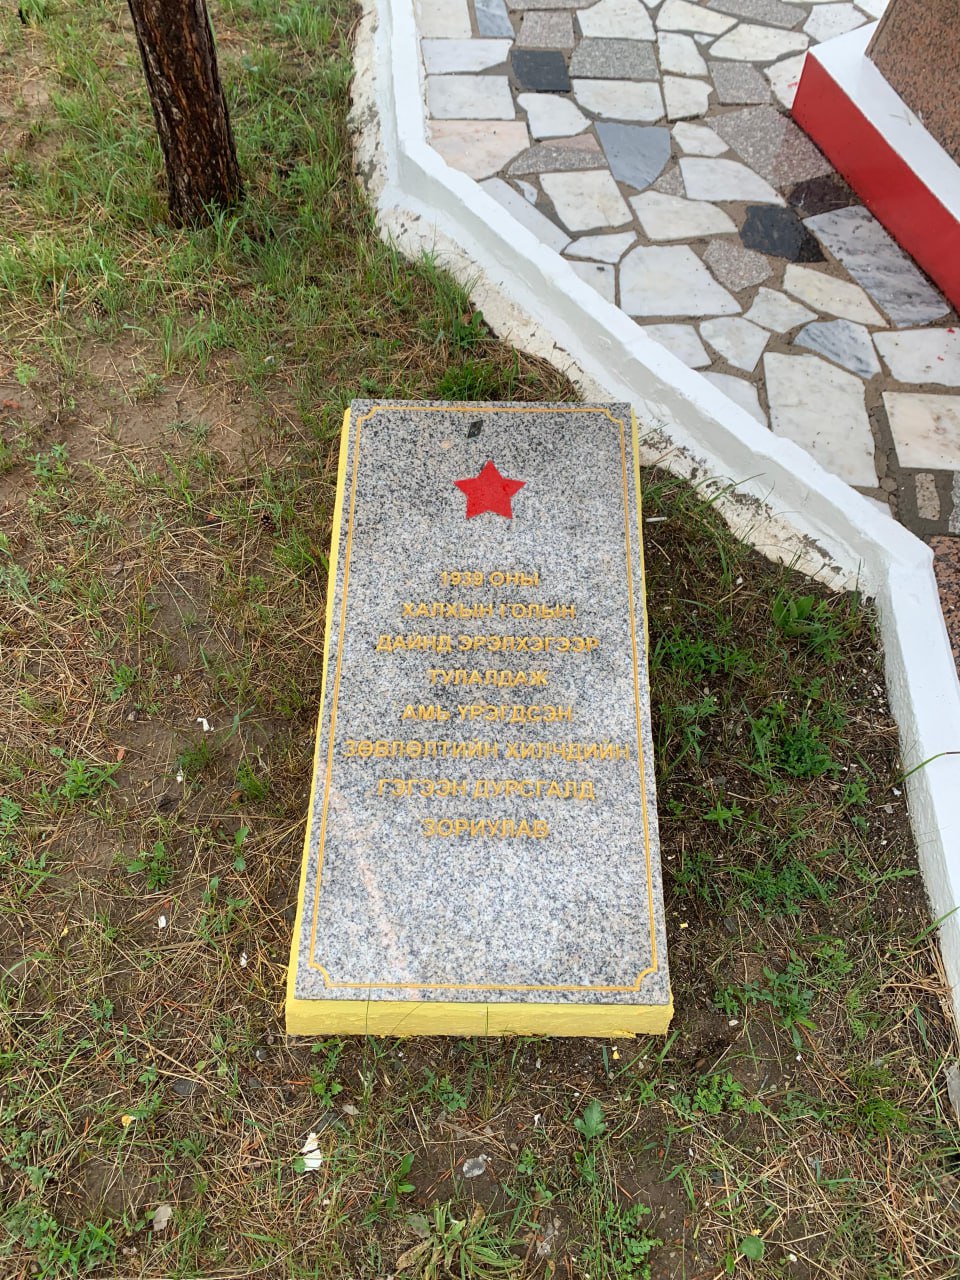 1939 ОНЫ
ХАЛХЫН ГОЛЫН
ДАЙНД ЭРЭЛХЭГЭЭР
ТУЛАЛДАЖ
АМЬ ҮРЭГДСЭН
ЗӨВЛӨЛТИЙН ХИЛЧДИЙН
ГЭГЭЭН ДУРСГАЛД
ЗОРИУЛАВ